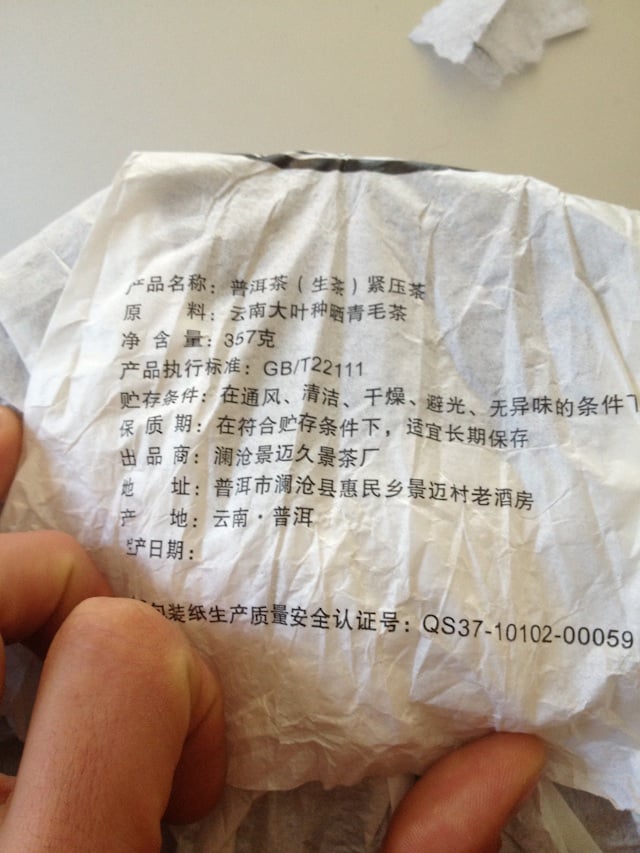 产品名称：普洱茶（生茶）紧压茶
原　　料：云南大叶种晒青毛茶
净 含 量：357克
产品执行标准：GB/T22111
贮存条件：在通风、清洁、干燥、避光、无异味的条件下
保 质 期：在符合贮存条件下，适宜长期保存
出 品 商：澜沧景迈久景茶厂
地　　址：普洱市澜沧县惠民乡景迈村老酒房
产　　地：云南·普洱
生产日期：
包装纸生产质量安全认证号：QS37-10102-00059